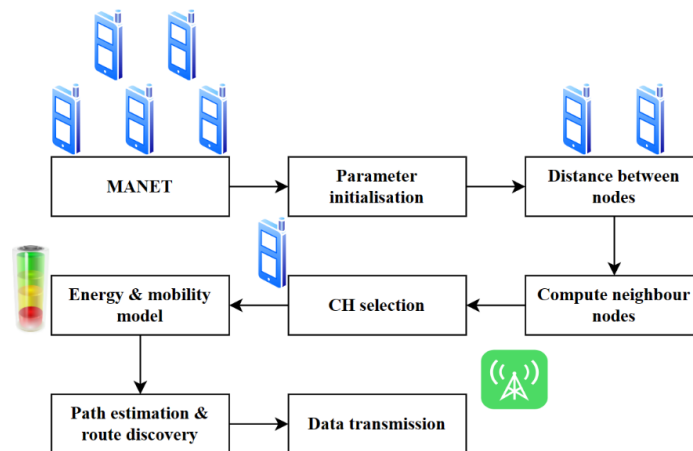 MANET
Parameter
initialisation
Distance between
nodes
Energy & mobility
model
CH selection
Compute neighbour
nodes
Path estimation &
route discovery
Data transmission